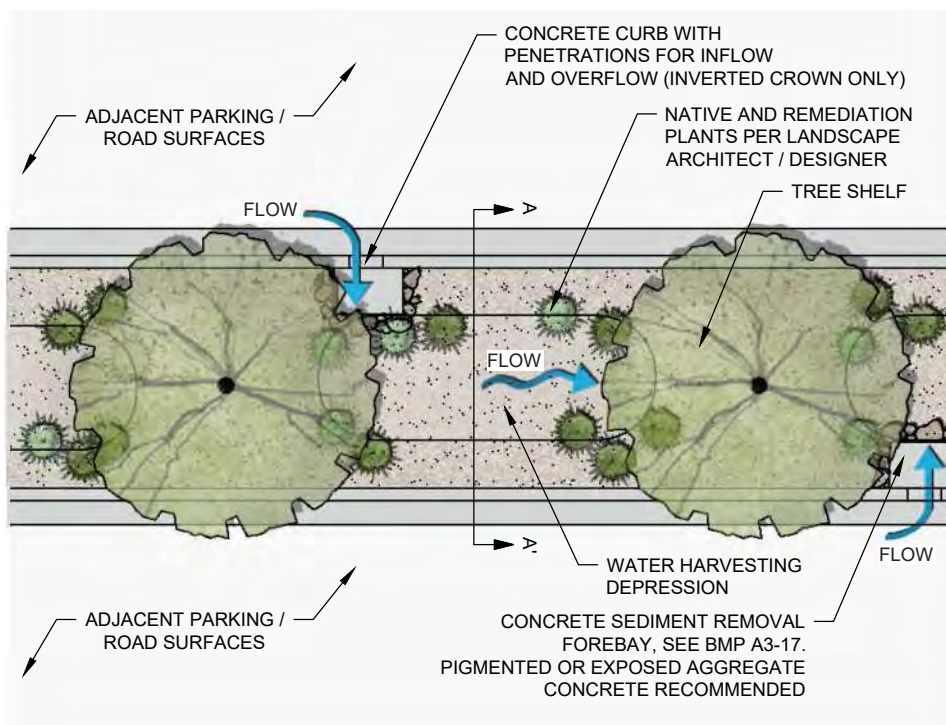 CONCRETE CURB WITH
PENETRATIONS FOR INFLOW
AND OVERFLOW (INVERTED CROWN ONLY)
ADJACENT PARKING /
ROAD SURFACES
NATIVE AND REMEDIATION
PLANTS PER LANDSCAPE
ARCHITECT / DESIGNER
TREE SHELF
FLOW
A
FLOW
A'
FLOW
WATER HARVESTING
DEPRESSION
ADJACENT PARKING /
ROAD SURFACES
CONCRETE SEDIMENT REMOVAL
FOREBAY, SEE BMP A3-17.
PIGMENTED OR EXPOSED AGGREGATE
CONCRETE RECOMMENDED